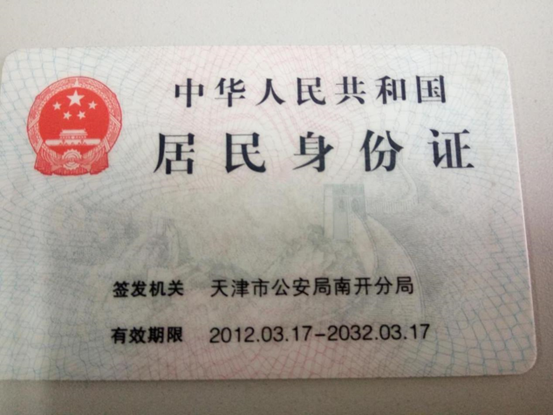 中华人民共和国
居民身份证
签发机关 天津市公安局南开分局
有效期限 2012.03.17-2032.03.17